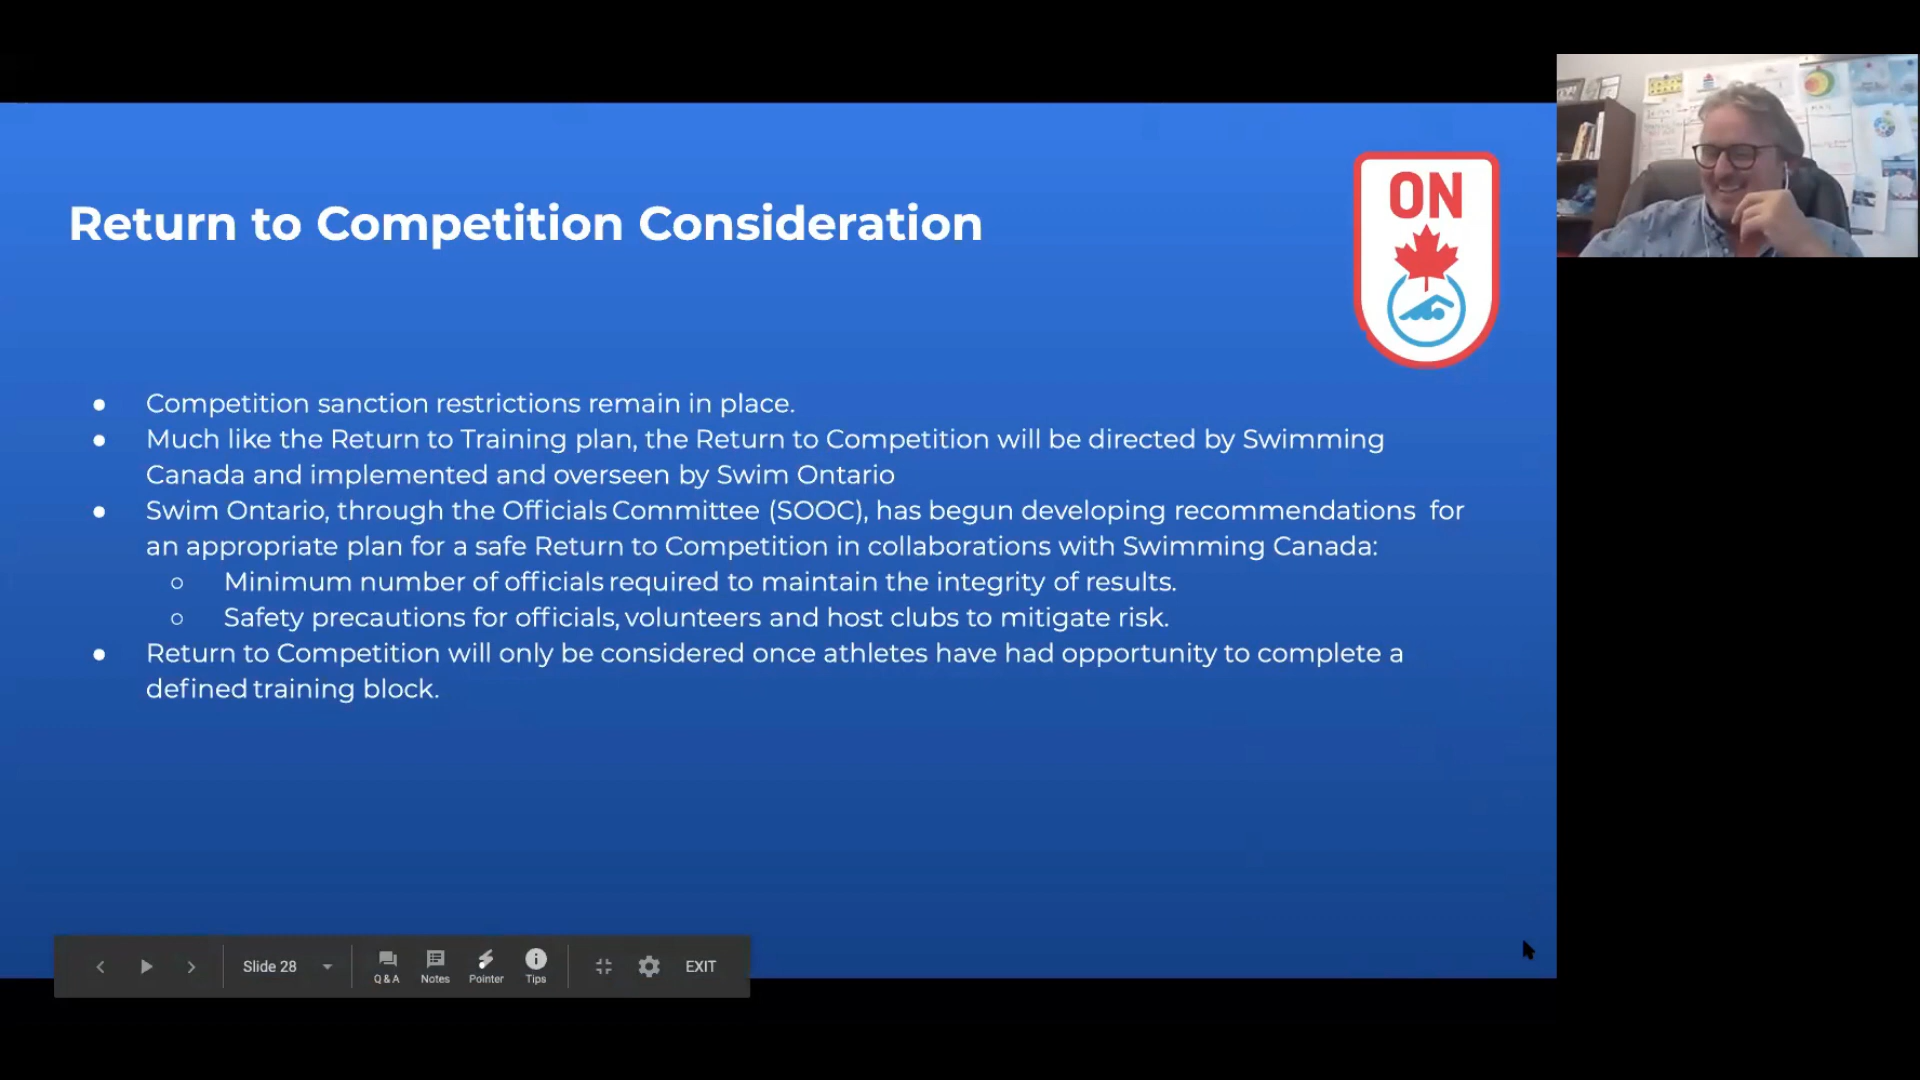 Return to Competition Consideration
ON
● Competition sanction restrictions remain in place.
● Much like the Return to Training plan, the Return to Competition will be directed by Swimming
Canada and implemented and overseen by Swim Ontario
● Swim Ontario, through the Officials Committee (SOOC), has begun developing recommendations for
an appropriate plan for a safe Return to Competition in collaborations with Swimming Canada:
○ Minimum number of officials required to maintain the integrity of results.
○ Safety precautions for officials, volunteers and host clubs to mitigate risk.
● Return to Competition will only be considered once athletes have had opportunity to complete a
defined training block.
Slide 28
Q & A
Notes
Pointer
Tips
EXIT